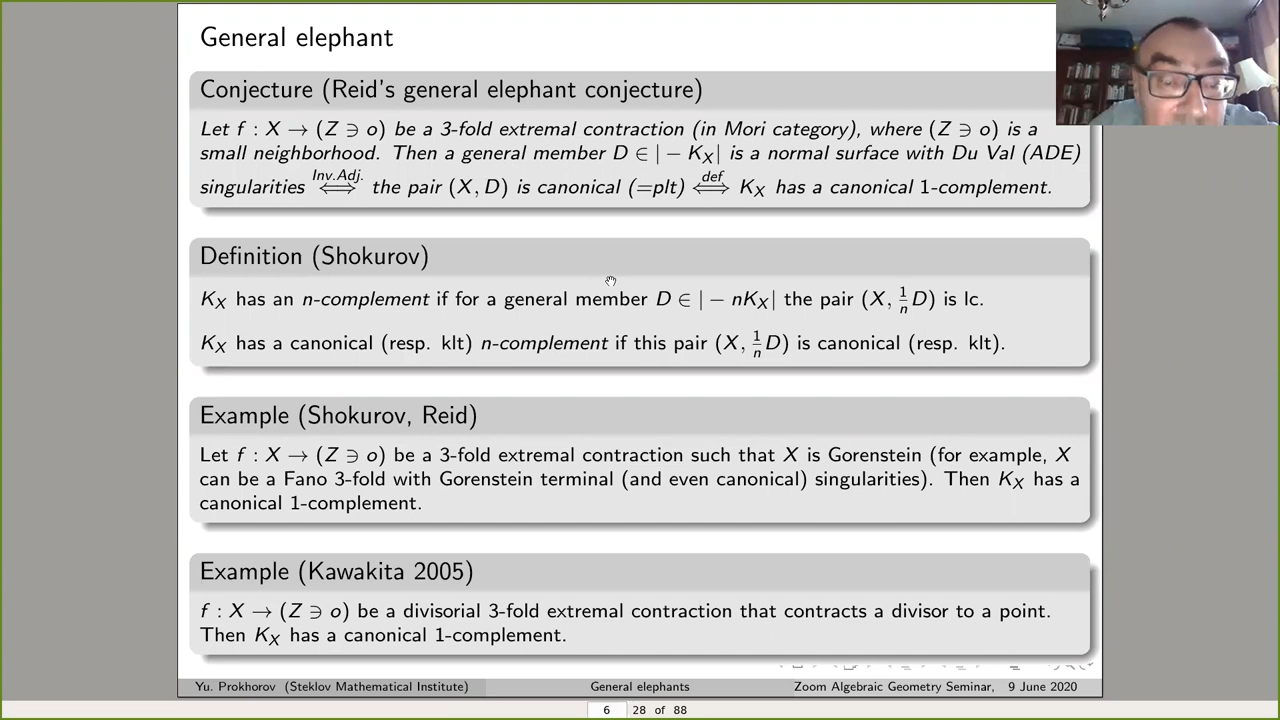 General elephant
Conjecture (Reid's general elephant conjecture)
Let f : X → (Z ∋ o) be a 3-fold extremal contraction (in Mori category), where (Z ∋ o) is a
small neighborhood. Then a general member D ∈ | − K_X| is a normal surface with Du Val (ADE)
singularities ⟺^{Inv.Adj.} the pair (X, D) is canonical (=plt) ⟺^{def} K_X has a canonical 1-complement.
Definition (Shokurov)
K_X has an n-complement if for a general member D ∈ | − nK_X| the pair (X, 1/n D) is lc.
K_X has a canonical (resp. klt) n-complement if this pair (X, 1/n D) is canonical (resp. klt).
Example (Shokurov, Reid)
Let f : X → (Z ∋ o) be a 3-fold extremal contraction such that X is Gorenstein (for example, X
can be a Fano 3-fold with Gorenstein terminal (and even canonical) singularities). Then K_X has a
canonical 1-complement.
Example (Kawakita 2005)
f : X → (Z ∋ o) be a divisorial 3-fold extremal contraction that contracts a divisor to a point.
Then K_X has a canonical 1-complement.
Yu. Prokhorov (Steklov Mathematical Institute) General elephants Zoom Algebraic Geometry Seminar, 9 June 2020
6 28 of 88